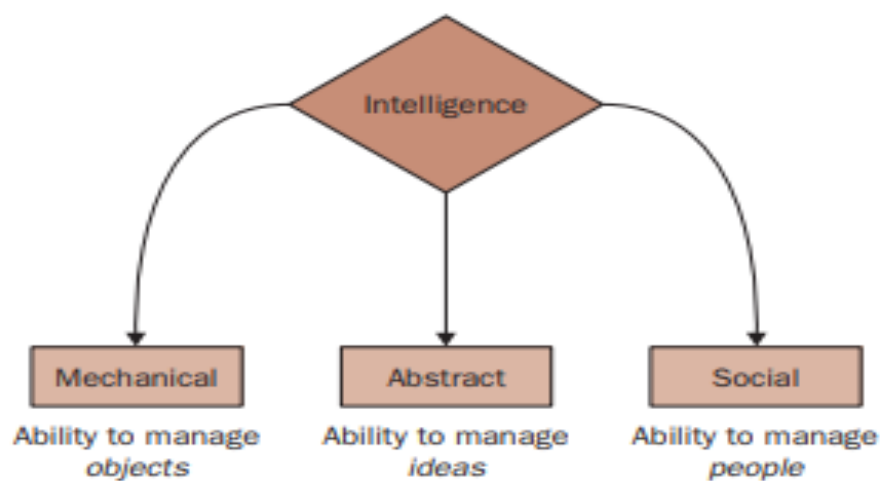 Intelligence
Mechanical
Abstract
Social
Ability to manage
objects
Ability to manage
ideas
Ability to manage
people